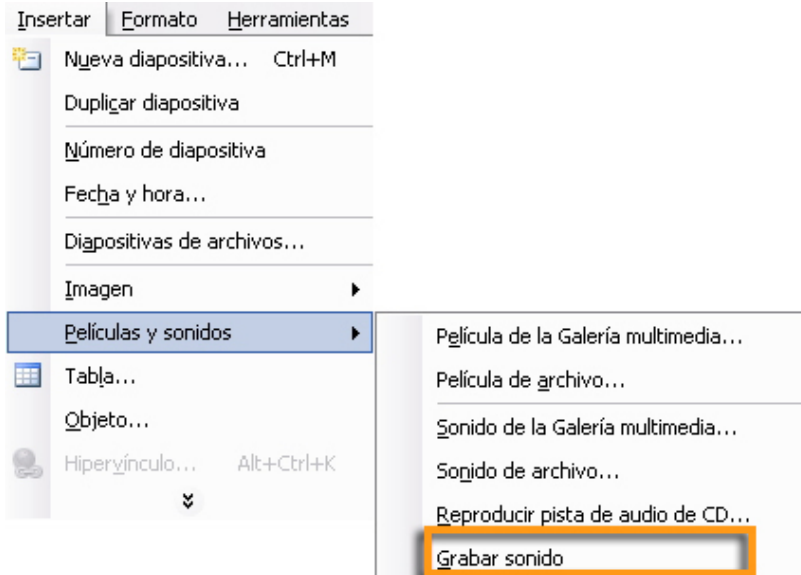 Insertar Formato Herramientas
Nueva diapositiva... Ctrl+M
Duplicar diapositiva
Número de diapositiva
Fecha y hora...
Diapositivas de archivos...
Imagen
Películas y sonidos
Tabla...
Objeto...
Hipervínculo... Alt+Ctrl+K
Película de la Galería multimedia...
Película de archivo...
Sonido de la Galería multimedia...
Sonido de archivo...
Reproducir pista de audio de CD...
Grabar sonido